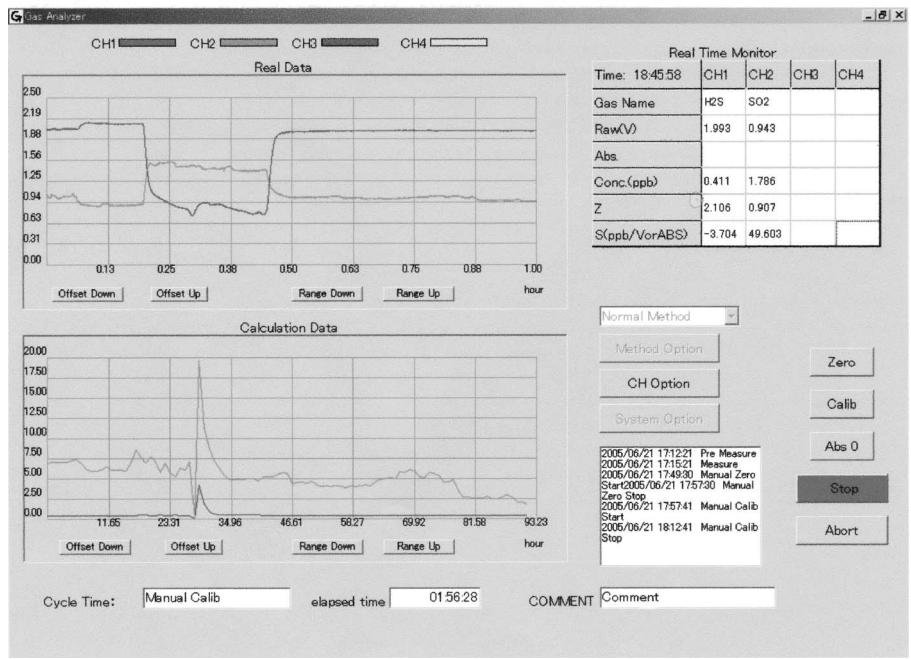 Gas Analyzer
CH1 CH2 CH3 CH4
Real Data
2.50
2.19
1.88
1.56
1.25
0.94
0.63
0.31
0.00
0.13 0.25 0.38 0.50 0.63 0.76 0.88 1.00
hour
Offset Down Offset Up Range Down Range Up
Calculation Data
20.00
17.50
15.00
12.50
10.00
7.50
5.00
2.50
0.00
11.65 23.31 34.96 46.61 58.27 69.92 81.58 93.23
hour
Offset Down Offset Up Range Down Range Up
Real Time Monitor
Time: 18:45:58 CH1 CH2 CH3 CH4
Gas Name H2S SO2
Raw(V) 1.993 0.943
Abs.
Conc.(ppb) 0.411 1.786
Z 2.106 0.907
S(ppb/VorABS) -3.704 49.603
Normal Method
Method Option
CH Option
System Option
2005/06/21 17:12:21 Pre Measure
2005/06/21 17:15:21 Measure
2005/06/21 17:49:30 Manual Zero
Start2005/06/21 17:57:30 Manual
Zero Stop
2005/06/21 17:57:41 Manual Calib
Start
2005/06/21 18:12:41 Manual Calib
Stop
Zero
Calib
Abs 0
Stop
Abort
Cycle Time: Manual Calib elapsed time 01:56:28 COMMENT Comment